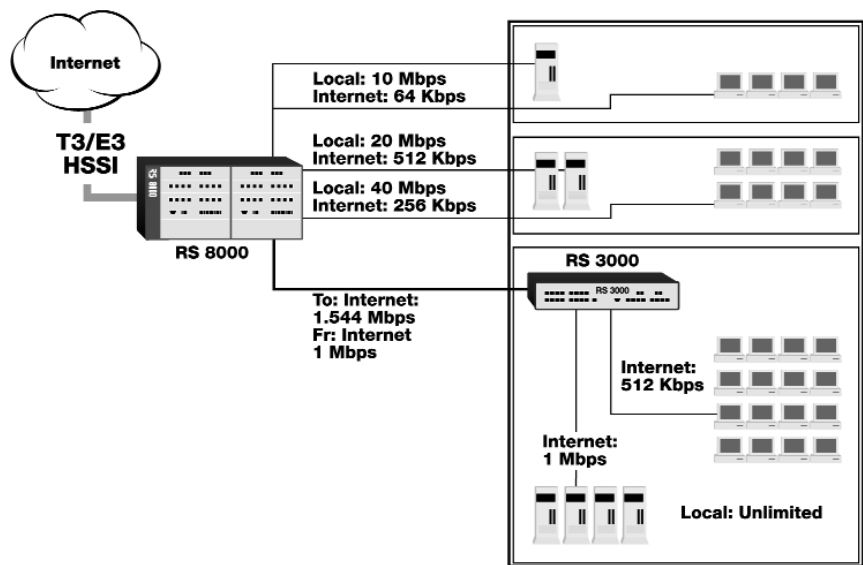 Internet
T3/E3
HSSI
RS 8000
RS 8000
Local: 10 Mbps
Internet: 64 Kbps
Local: 20 Mbps
Internet: 512 Kbps
Local: 40 Mbps
Internet: 256 Kbps
To: Internet:
1.544 Mbps
Fr: Internet
1 Mbps
RS 3000
RS 3000
Internet:
512 Kbps
Internet:
1 Mbps
Local: Unlimited